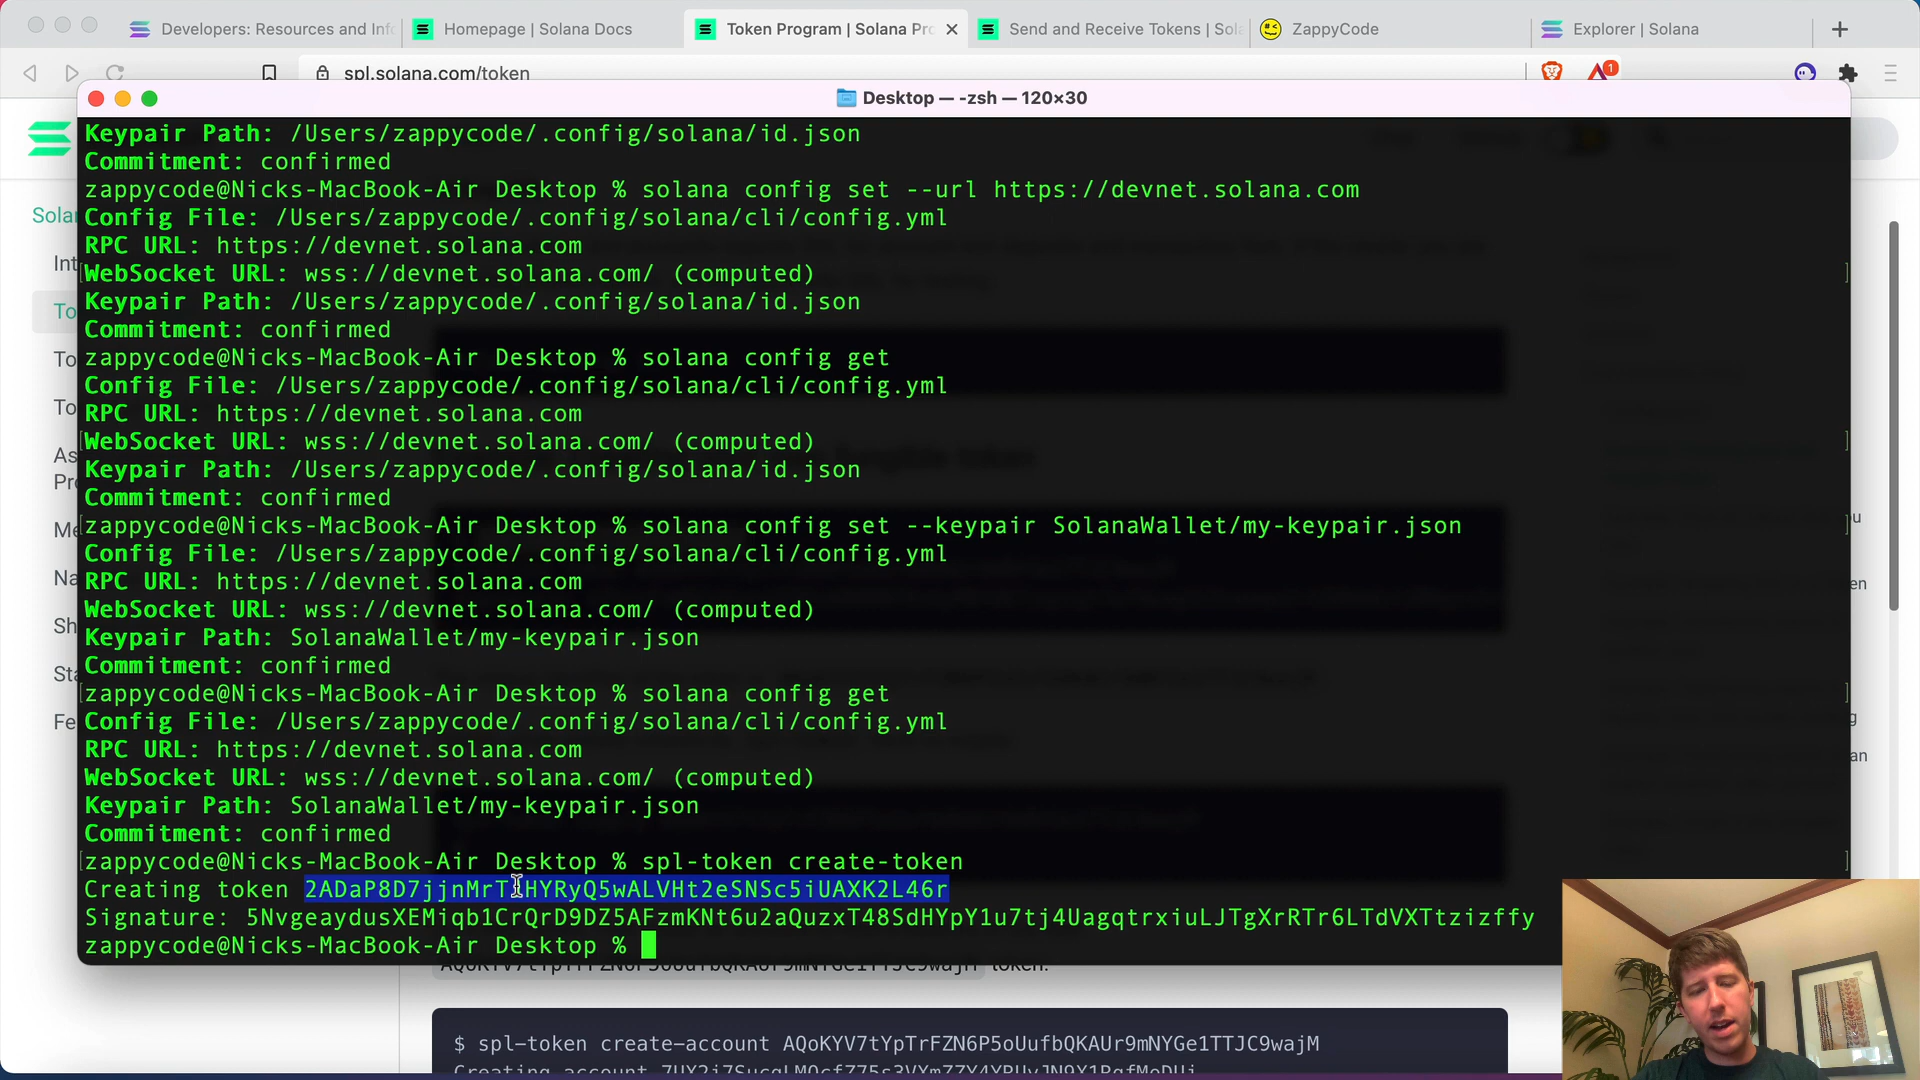 Developers: Resources and Inf
Homepage | Solana Docs
Token Program | Solana Pro
Send and Receive Tokens | Sola
ZappyCode
Explorer | Solana
spl.solana.com/token
1
Desktop — -zsh — 120×30
Keypair Path: /Users/zappycode/.config/solana/id.json
Commitment: confirmed
zappycode@Nicks-MacBook-Air Desktop % solana config set --url https://devnet.solana.com
Config File: /Users/zappycode/.config/solana/cli/config.yml
RPC URL: https://devnet.solana.com
WebSocket URL: wss://devnet.solana.com/ (computed)
Keypair Path: /Users/zappycode/.config/solana/id.json
Commitment: confirmed
zappycode@Nicks-MacBook-Air Desktop % solana config get
Config File: /Users/zappycode/.config/solana/cli/config.yml
RPC URL: https://devnet.solana.com
WebSocket URL: wss://devnet.solana.com/ (computed)
Keypair Path: /Users/zappycode/.config/solana/id.json
Commitment: confirmed
zappycode@Nicks-MacBook-Air Desktop % solana config set --keypair SolanaWallet/my-keypair.json
Config File: /Users/zappycode/.config/solana/cli/config.yml
RPC URL: https://devnet.solana.com
WebSocket URL: wss://devnet.solana.com/ (computed)
Keypair Path: SolanaWallet/my-keypair.json
Commitment: confirmed
zappycode@Nicks-MacBook-Air Desktop % solana config get
Config File: /Users/zappycode/.config/solana/cli/config.yml
RPC URL: https://devnet.solana.com
WebSocket URL: wss://devnet.solana.com/ (computed)
Keypair Path: SolanaWallet/my-keypair.json
Commitment: confirmed
zappycode@Nicks-MacBook-Air Desktop % spl-token create-token
Creating token
Signature: 5NvgeaydusXEMiqb1CrQrD9DZ5AFzmKNt6u2aQuzxT48SdHYpY1u7tj4UagqtrxiuLJTgXrRTr6LTdVXTtzizffy
zappycode@Nicks-MacBook-Air Desktop %
token.
$ spl-token create-account AQoKYV7tYpTrFZN6P5oUufbQKAUr9mNYGe1TTJC9wajM
Creating account